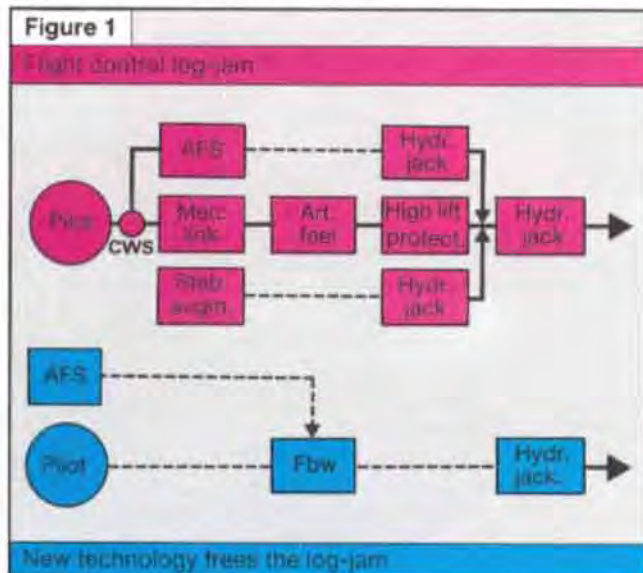 Figure 1
Flight control log-jam
AFS
Hydr.
jack
Pilot
CWS
Mec.
link
Art.
feel
High lift
protect.
Hydr.
jack
Stab.
augm.
Hydr.
jack
AFS
Pilot
Fbw
Hydr.
jack.
New technology frees the log-jam